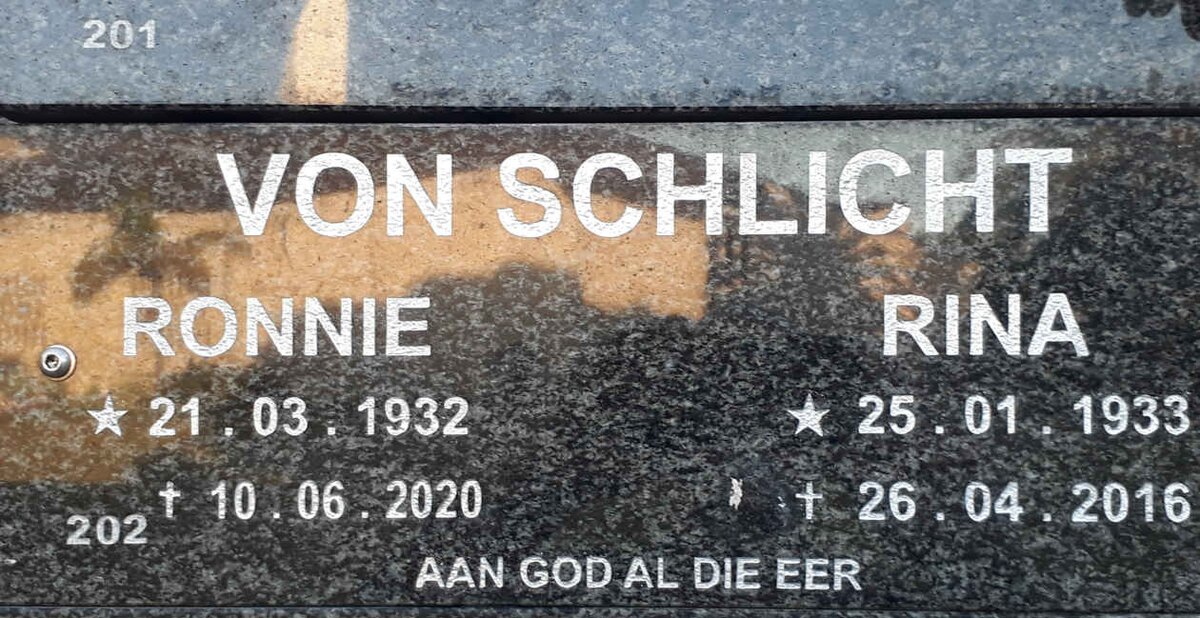 201
VON SCHLICHT
RONNIE RINA
★ 21 . 03 . 1932 ★ 25 . 01 . 1933
✝ 10 . 06 . 2020 ✝ 26 . 04 . 2016
202
AAN GOD AL DIE EER